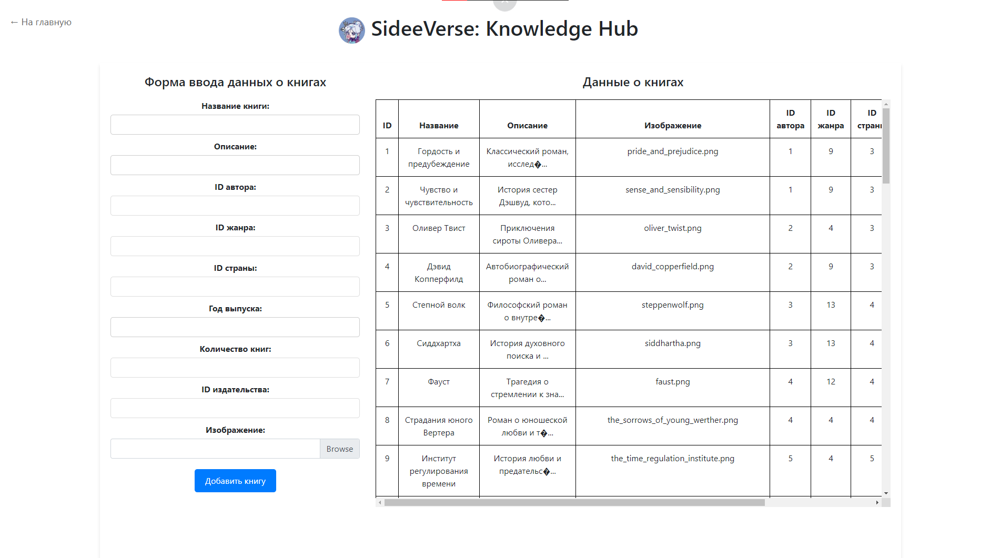 ← На главную
SideeVerse: Knowledge Hub
Форма ввода данных о книгах
Название книги:
Описание:
ID автора:
ID жанра:
ID страны:
Год выпуска:
Количество книг:
ID издательства:
Изображение:
Browse
Добавить книгу
Данные о книгах
ID Название Описание Изображение ID автора ID жанра ID стран
1 Гордость и предубеждение Классический роман, исслед�... pride_and_prejudice.png 1 9 3
2 Чувство и чувствительность История сестер Дэшвуд, кото... sense_and_sensibility.png 1 9 3
3 Оливер Твист Приключения сироты Оливера... oliver_twist.png 2 4 3
4 Дэвид Копперфилд Автобиографический роман о... david_copperfield.png 2 9 3
5 Степной волк Философский роман о внутре�... steppenwolf.png 3 13 4
6 Сиддхартха История духовного поиска и ... siddhartha.png 3 13 4
7 Фауст Трагедия о стремлении к зна... faust.png 4 12 4
8 Страдания юного Вертера Роман о юношеской любви и т�... the_sorrows_of_young_werther.png 4 4 4
9 Институт регулирования времени История любви и предательс�... the_time_regulation_institute.png 5 4 5